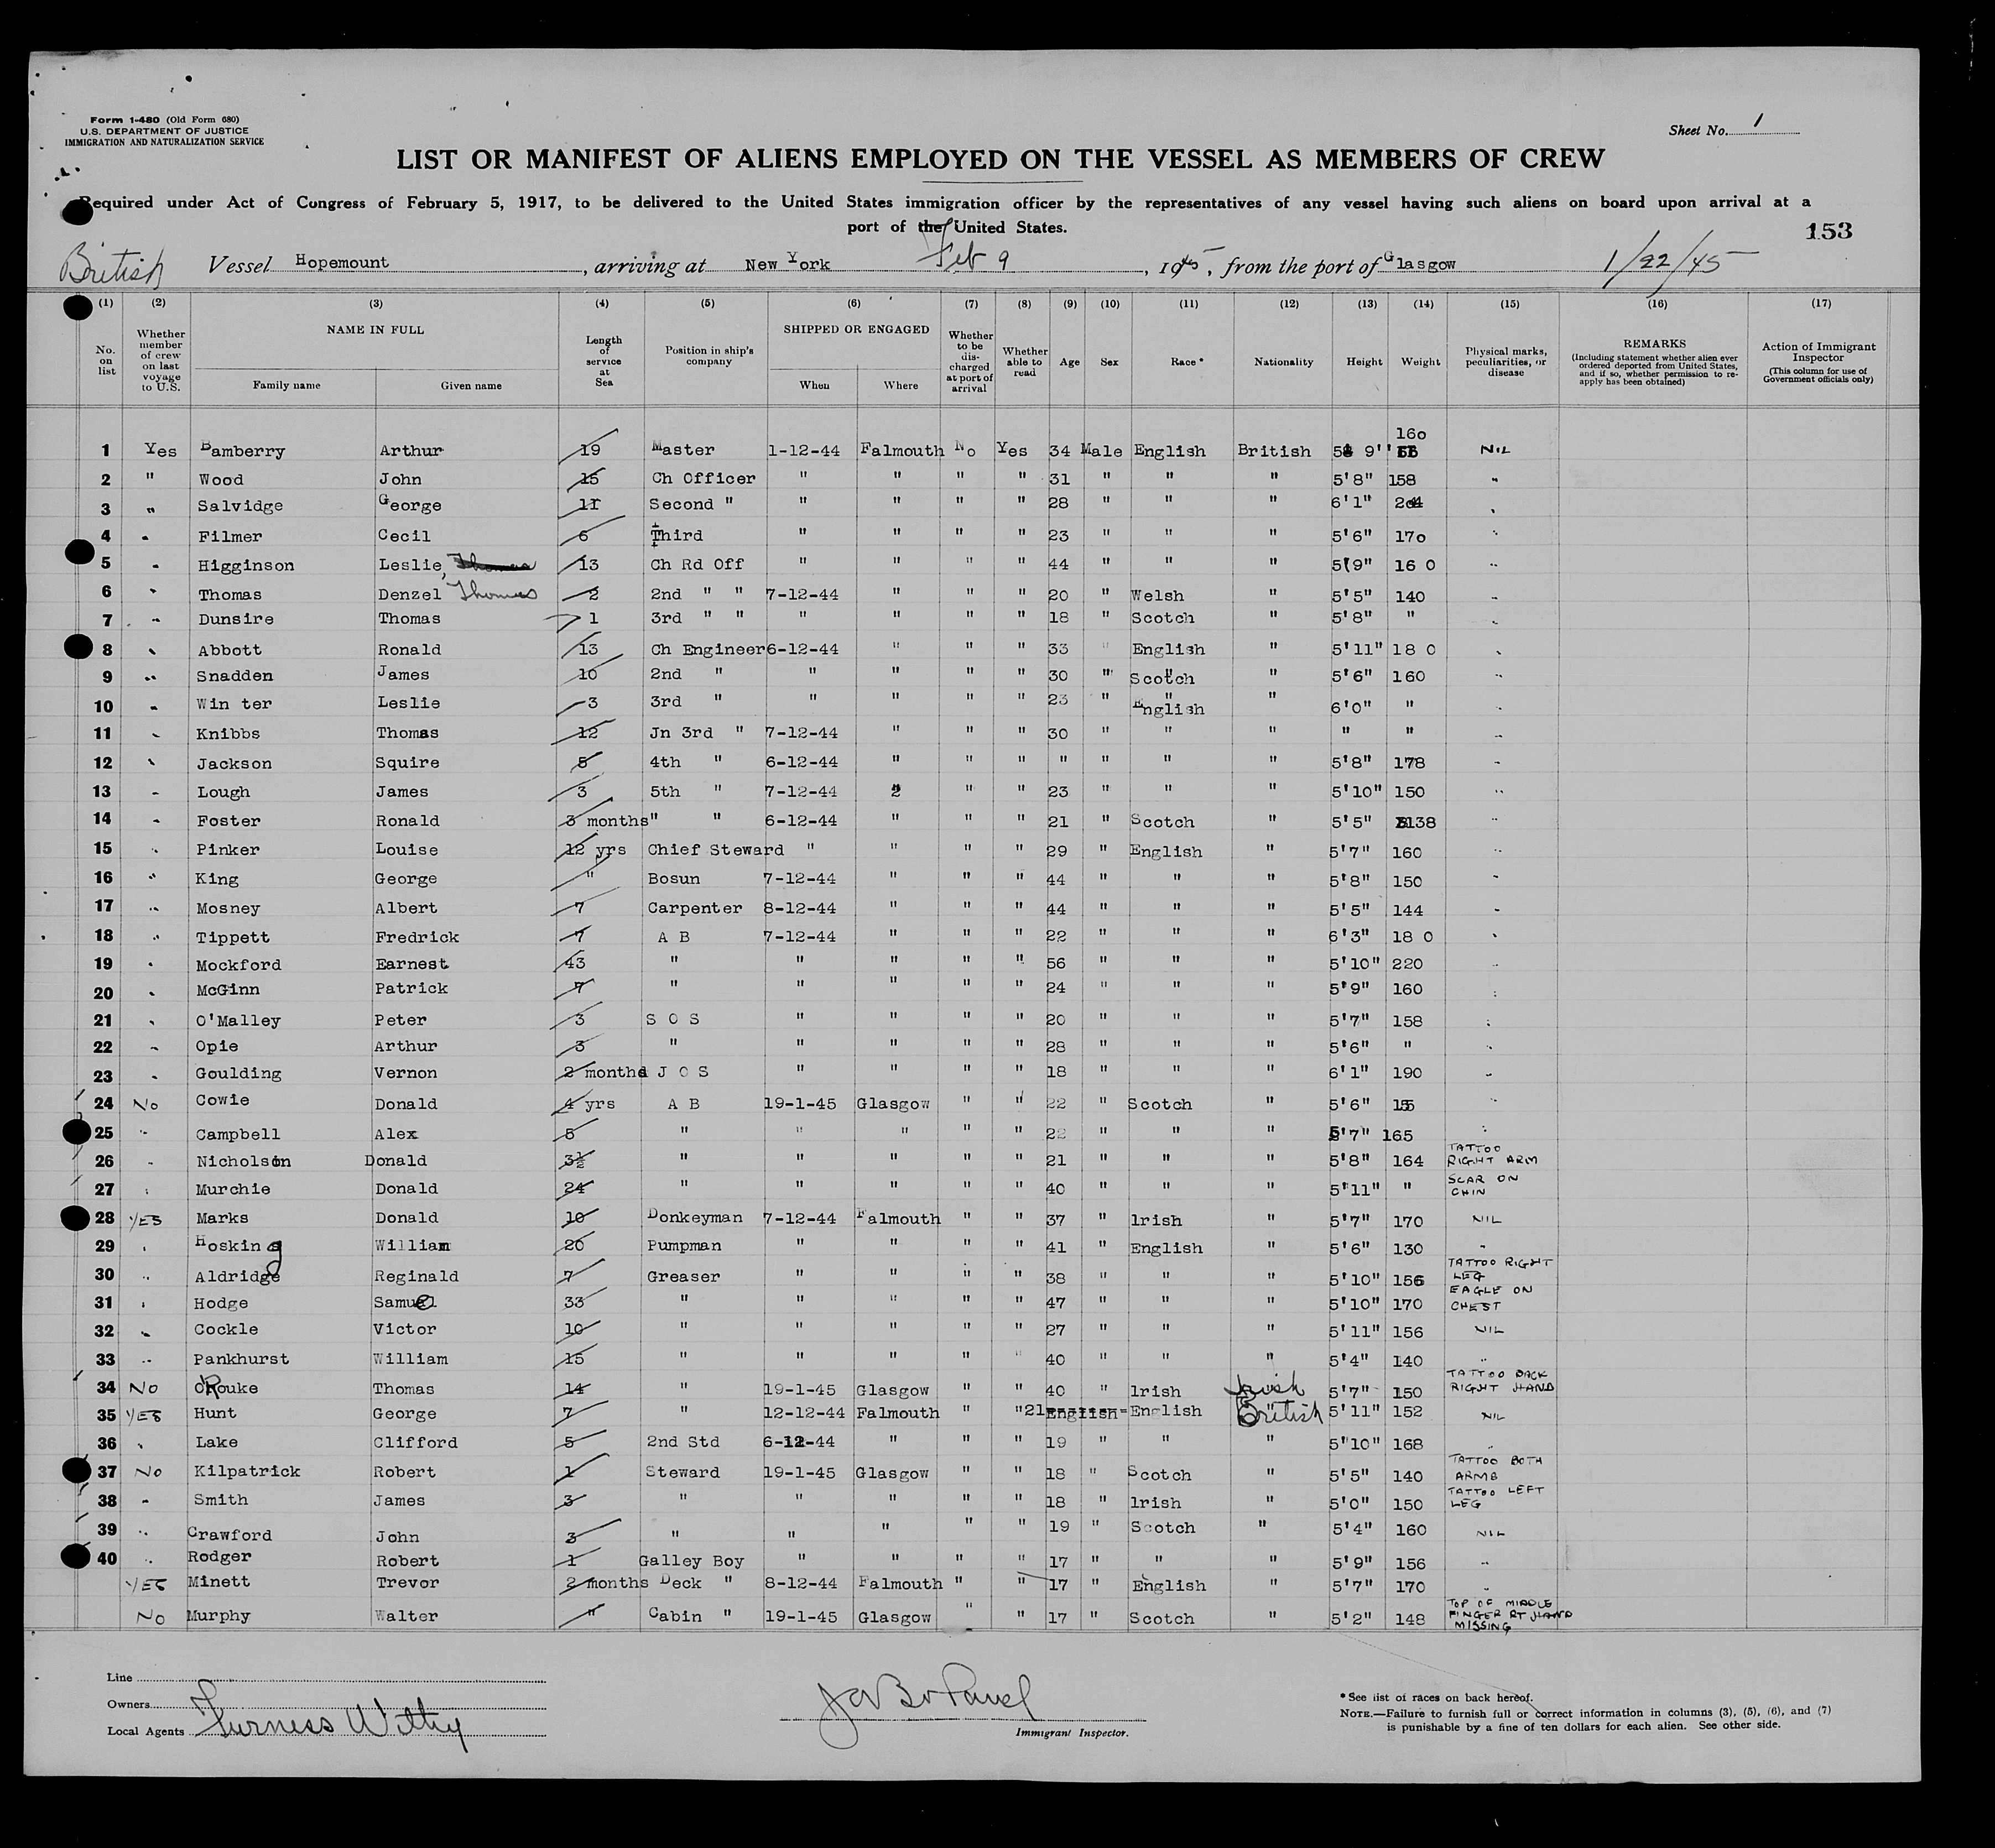 Form 1-480 (Old Form 680)
U.S. DEPARTMENT OF JUSTICE
IMMIGRATION AND NATURALIZATION SERVICE
Sheet No. 1
LIST OR MANIFEST OF ALIENS EMPLOYED ON THE VESSEL AS MEMBERS OF CREW
Required under Act of Congress of February 5, 1917, to be delivered to the United States immigration officer by the representatives of any vessel having such aliens on board upon arrival at a
port of the United States.
153
British Vessel Hopemount, arriving at New York Feb 9, 1945, from the port of Glasgow 1/22/45
(1) (2) (3) (4) (5) (6) (7) (8) (9) (10) (11) (12) (13) (14) (15) (16) (17)
No. on list Whether member of crew on last voyage to U.S. NAME IN FULL Family name Given name Length of service at Sea Position in ship's company SHIPPED OR ENGAGED When Where Whether to be discharged at port of arrival Whether able to read Age Sex Race* Nationality Height Weight Physical marks, peculiarities, or disease REMARKS (Including statement whether alien ever ordered deported from United States, and if so, whether permission to re-apply has been obtained) Action of Immigrant Inspector (This column for use of Government officials only)
1 Yes Bamberry Arthur 19 Master 1-12-44 Falmouth No Yes 34 Male English British 5 9" 160 NIL
2 " Wood John 15 Ch Officer " " " " 31 " " " 5'8" 158 "
3 " Salvidge George 11 Second " " " " " 28 " " " 6'1" 204 "
4 " Filmer Cecil 6 Third " " " " 23 " " " 5'6" 170 "
5 " Higginson Leslie, Thomas 13 Ch Rd Off " " " " 44 " " " 5'9" 16 0 "
6 " Thomas Denzel Thomas 2 2nd " " 7-12-44 " " " 20 " Welsh " 5'5" 140 "
7 " Dunsire Thomas 1 3rd " " " " " " 18 " Scotch " 5'8" " "
8 " Abbott Ronald 13 Ch Engineer 6-12-44 " " " 33 " English " 5'11" 18 0 "
9 " Snadden James 10 2nd " " " " " 30 " Scotch " 5'6" 160 "
10 " Win ter Leslie 3 3rd " " " " " 23 " English " 6'0" " "
11 " Knibbs Thomas 12 Jn 3rd " 7-12-44 " " " 30 " " " " " "
12 " Jackson Squire 5 4th " 6-12-44 " " " " " " " 5'8" 178 "
13 " Lough James 3 5th " 7-12-44 " " " 23 " " " 5'10" 150 "
14 " Foster Ronald 3 months " " 6-12-44 " " " 21 " Scotch " 5'5" 138 "
15 " Pinker Louise 12 yrs Chief Steward " " " " 29 " English " 5'7" 160 "
16 " King George " Bosun 7-12-44 " " " 44 " " " 5'8" 150 "
17 " Mosney Albert 7 Carpenter 8-12-44 " " " 44 " " " 5'5" 144 "
18 " Tippett Fredrick 7 A B 7-12-44 " " " 22 " " " 6'3" 18 0 "
19 " Mockford Earnest 43 " " " " " 56 " " " 5'10" 220 "
20 " McGinn Patrick 7 " " " " " 24 " " " 5'9" 160 "
21 " O'Malley Peter 3 S O S " " " " 20 " " " 5'7" 158 "
22 " Opie Arthur 3 " " " " " 28 " " " 5'6" " "
23 " Goulding Vernon 2 months J O S " " " " 18 " " " 6'1" 190 "
24 No Cowie Donald 4 yrs A B 19-1-45 Glasgow " " 22 " Scotch " 5'6" "
25 " Campbell Alex 5 " " " " " 22 " " " 5'7" 165 "
26 " Nicholson Donald 3½ " " " " " 21 " " " 5'8" 164 TATTOO RIGHT ARM
27 " Murchie Donald 24 " " " " " 40 " " " 5'11" " SCAR ON CHIN
28 YES Marks Donald 10 Donkeyman 7-12-44 Falmouth " " 37 " Irish " 5'7" 170 NIL
29 " Hosking William 20 Pumpman " " " " 41 " English " 5'6" 130 "
30 " Aldridge Reginald 7 Greaser " " " " 38 " " " 5'10" 156 TATTOO RIGHT LEG
31 " Hodge Samuel 33 " " " " " 47 " " " 5'10" 170 EAGLE ON CHEST
32 " Cockle Victor 10 " " " " " 27 " " " 5'11" 156 NIL
33 " Pankhurst William 15 " " " " " 40 " " " 5'4" 140 "
34 NO O'Rouke Thomas 14 " 19-1-45 Glasgow " " 40 " Irish Irish 5'7" 150 TATTOO BACK RIGHT HAND
35 YES Hunt George 7 " 12-12-44 Falmouth " " 21 English English British 5'11" 152 NIL
36 " Lake Clifford 5 2nd Std 6-12-44 " " " 19 " " " 5'10" 168 "
37 No Kilpatrick Robert 1 Steward 19-1-45 Glasgow " " 18 " Scotch " 5'5" 140 TATTOO BOTH ARMS
38 " Smith James 3 " " " " " 18 " Irish " 5'0" 150 TATTOO LEFT LEG
39 " Crawford John 3 " " " " " 19 " Scotch " 5'4" 160 NIL
40 " Rodger Robert 1 Galley Boy " " " " 17 " " " 5'9" 156 "
YES Minett Trevor 2 months Deck " 8-12-44 Falmouth " " 17 " English " 5'7" 170 "
No Murphy Walter " Cabin " 19-1-45 Glasgow " " 17 " Scotch " 5'2" 148 TOP OF MIDDLE FINGER RT HAND MISSING
Line
Owners
Local Agents Furness Withy
Immigrant Inspector.
*See list of races on back hereof.
NOTE.—Failure to furnish full or correct information in columns (3), (5), (6), and (7)
is punishable by a fine of ten dollars for each alien. See other side.